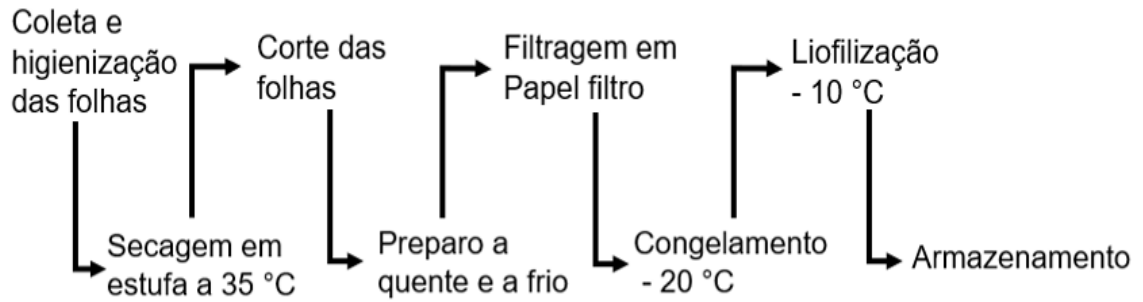 Coleta e
higienização
das folhas
Secagem em
estufa a 35 °C
Corte das
folhas
Preparo a
quente e a frio
Filtragem em
Papel filtro
Congelamento
- 20 °C
Liofilização
- 10 °C
Armazenamento